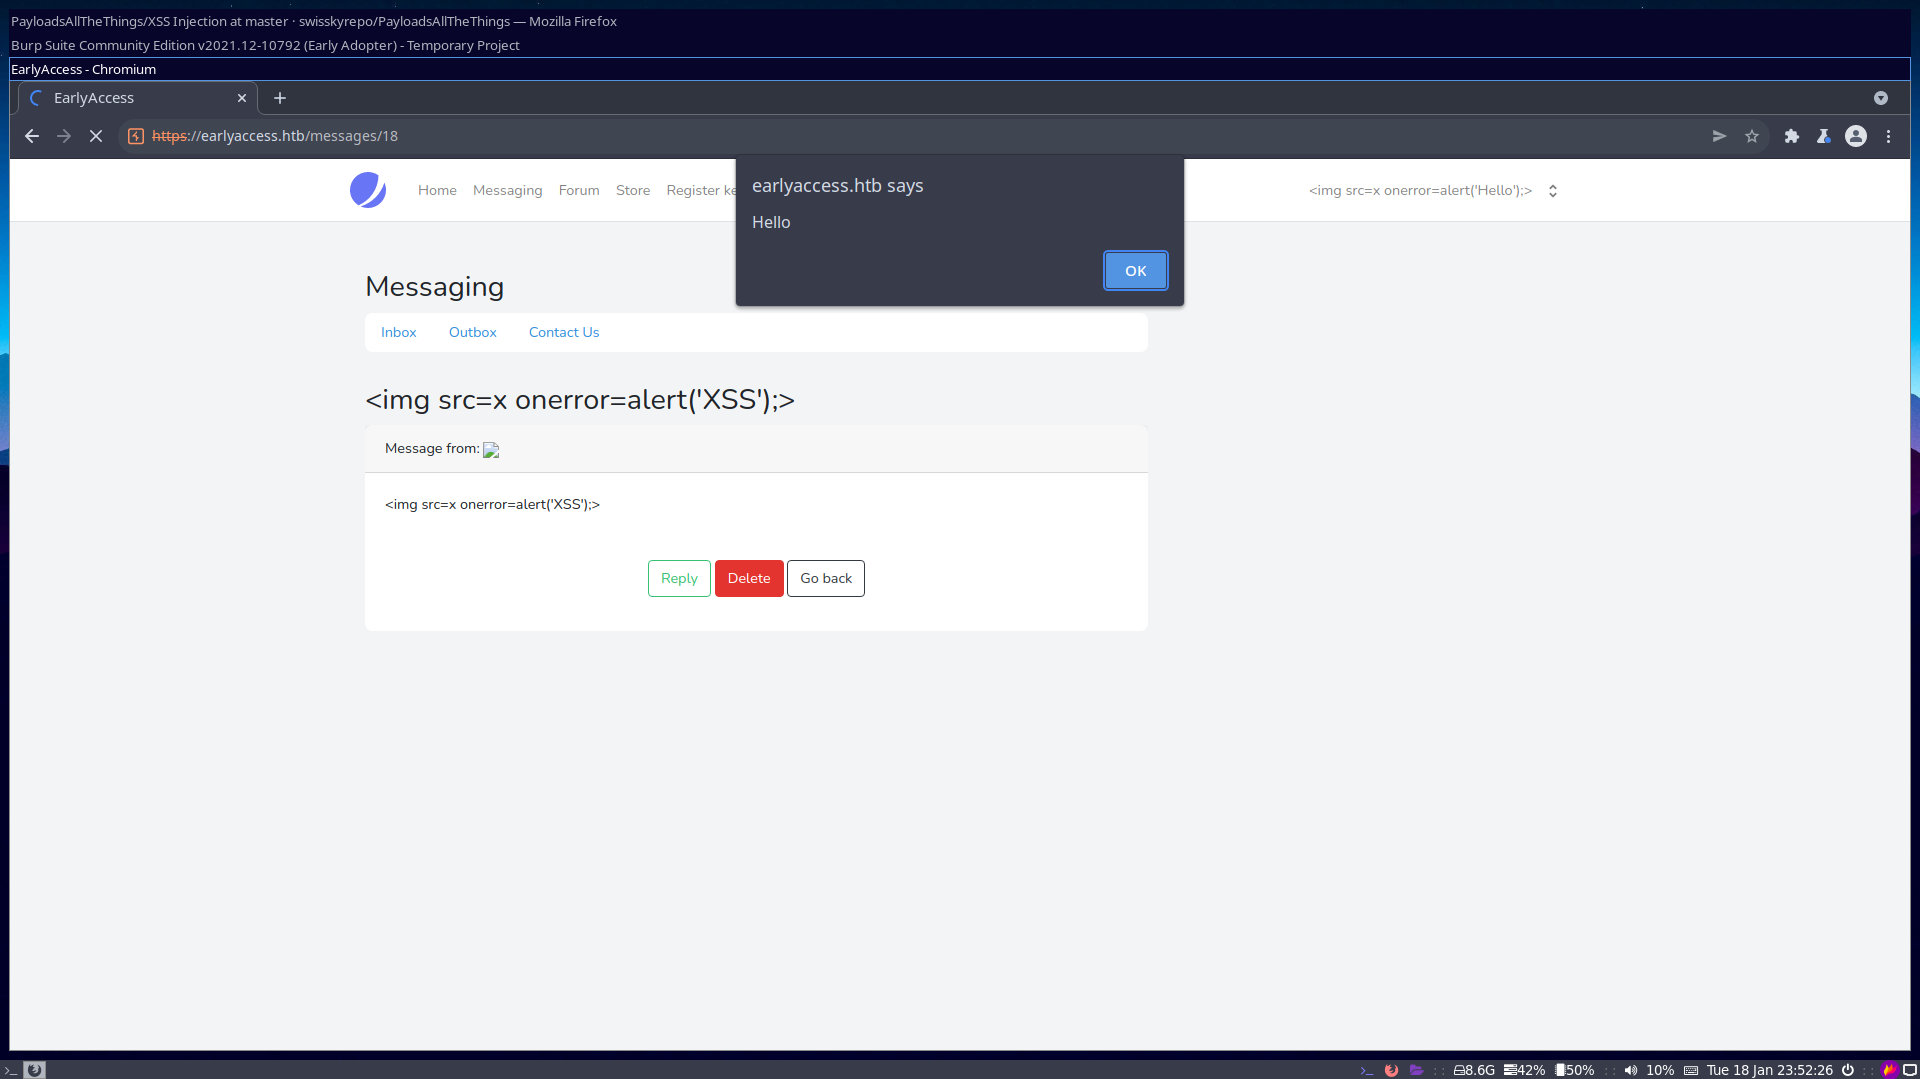 PayloadsAllTheThings/XSS Injection at master · swisskyrepo/PayloadsAllTheThings — Mozilla Firefox
Burp Suite Community Edition v2021.12-10792 (Early Adopter) - Temporary Project
EarlyAccess - Chromium
EarlyAccess
https://earlyaccess.htb/messages/18
Home Messaging Forum Store Register ke
<img src=x onerror=alert('Hello');>
earlyaccess.htb says
Hello
OK
Messaging
Inbox Outbox Contact Us
<img src=x onerror=alert('XSS');>
Message from:
<img src=x onerror=alert('XSS');>
Reply Delete Go back
8.6G 42% 50% 10% Tue 18 Jan 23:52:26